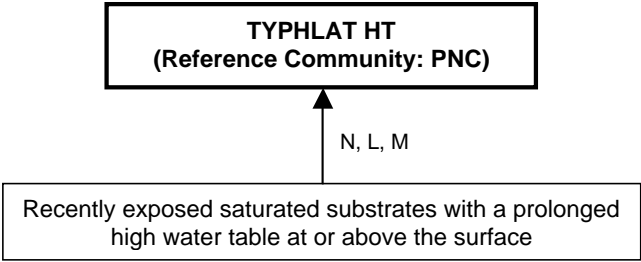 TYPHLAT HT
(Reference Community: PNC)
N, L, M
Recently exposed saturated substrates with a prolonged
high water table at or above the surface